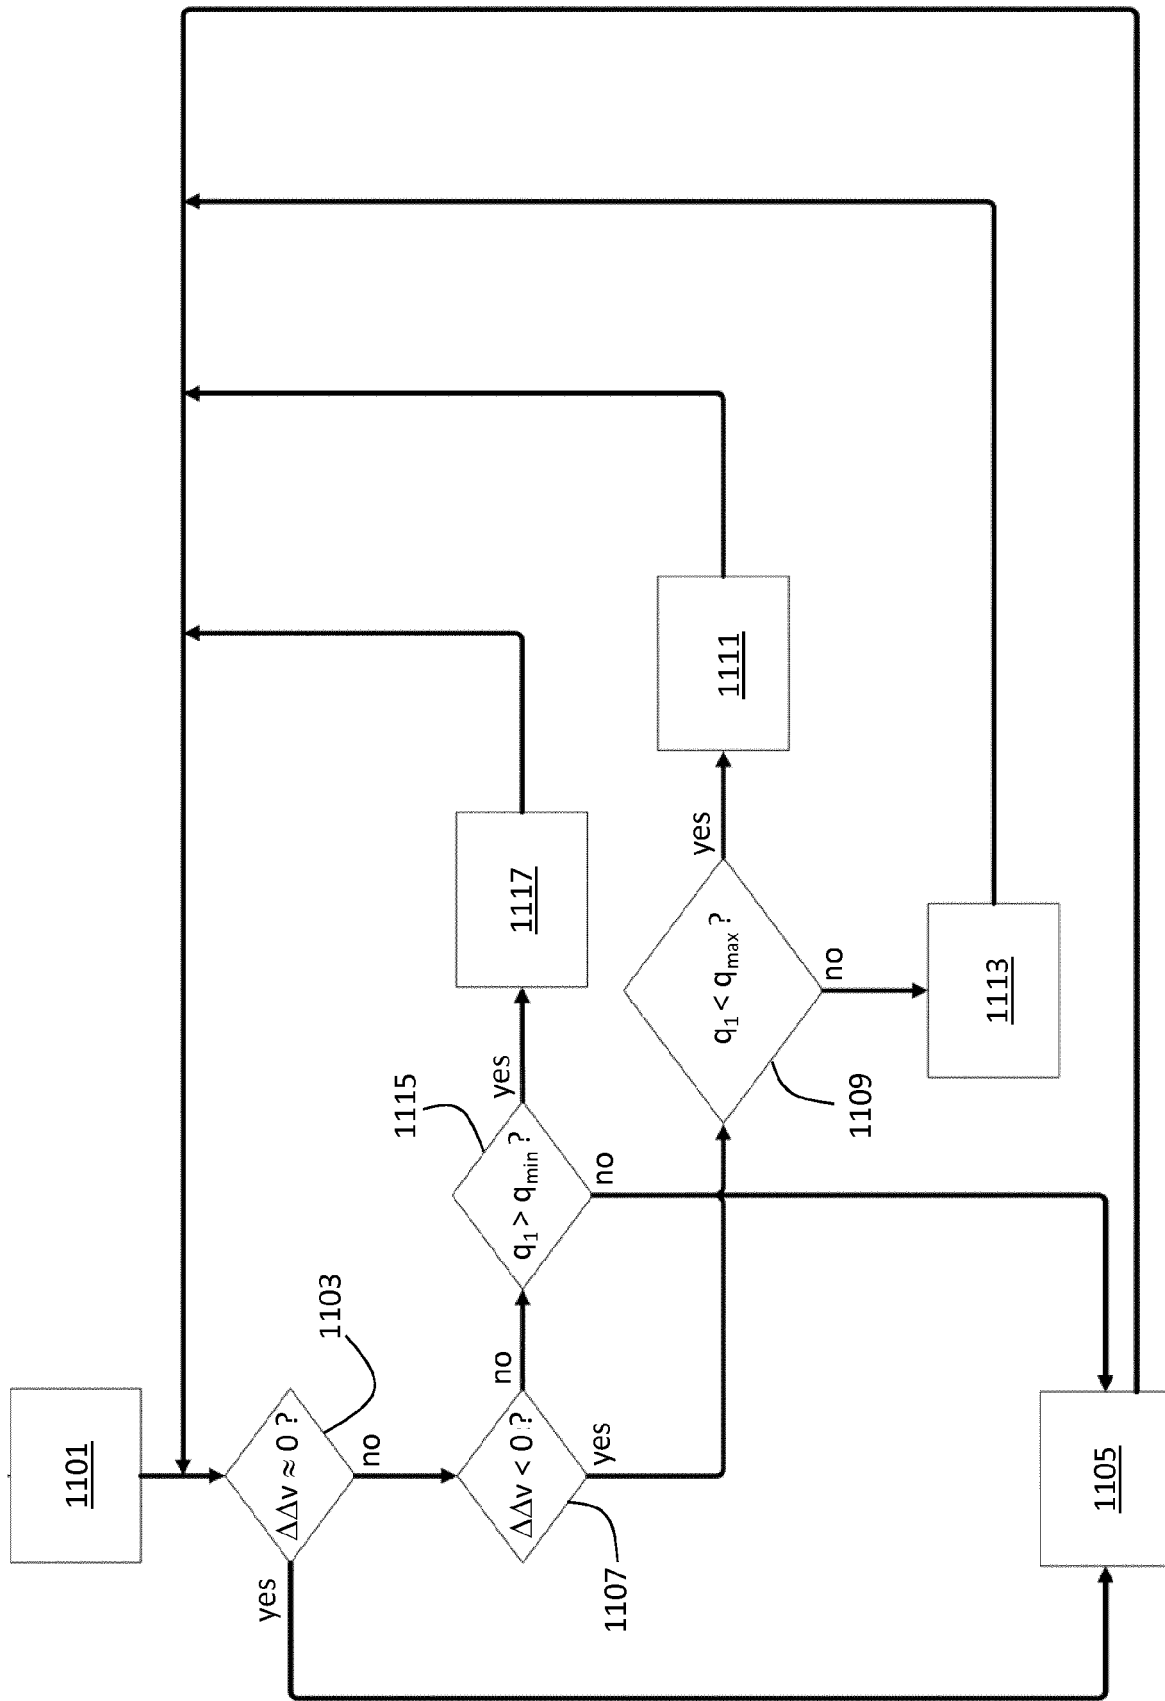 1101
ΔΔv ≈ 0 ?
1103
yes
no
ΔΔv < 0 ?
1107
no
yes
q₁ > qₘᵢₙ ?
1115
yes
no
1117
q₁ < qₘₐₓ ?
1109
yes
no
1111
1113
1105